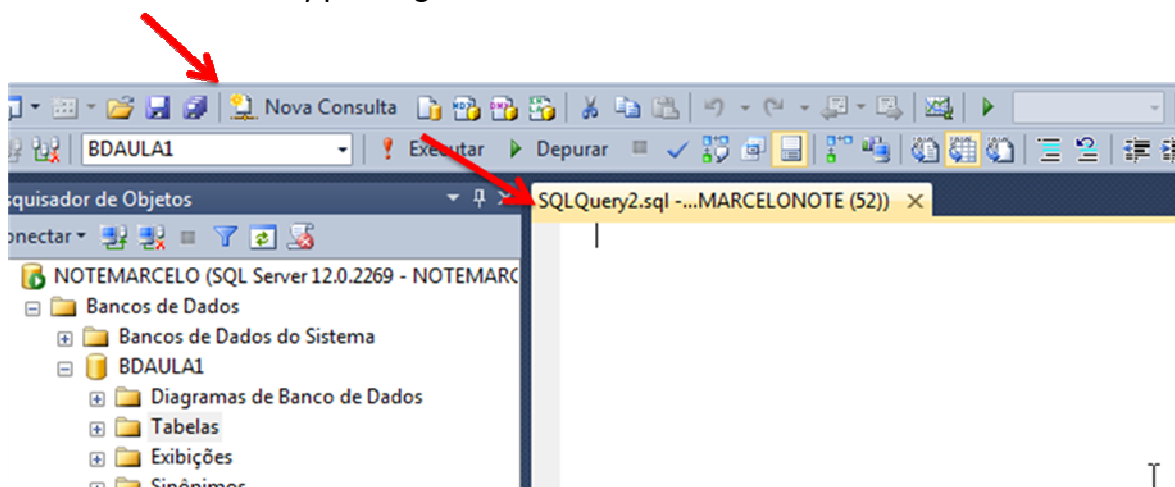 Nova Consulta
BDAULA1
Executar
Depurar
squisador de Objetos
SQLQuery2.sql -...MARCELONOTE (52))
onectar
NOTEMARCELO (SQL Server 12.0.2269 - NOTEMARC
Bancos de Dados
Bancos de Dados do Sistema
BDAULA1
Diagramas de Banco de Dados
Tabelas
Exibições
Sinônimos